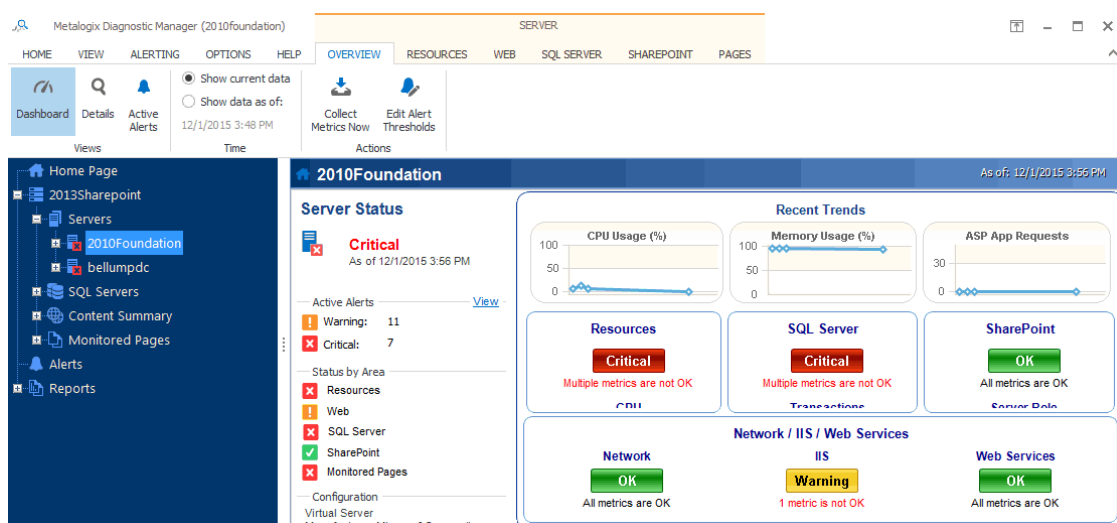 Metalogix Diagnostic Manager (2010foundation)
SERVER
HOME VIEW ALERTING OPTIONS HELP OVERVIEW RESOURCES WEB SQL SERVER SHAREPOINT PAGES
Dashboard
Details
Active
Alerts
Views
Show current data
Show data as of:
12/1/2015 3:48 PM
Time
Collect
Metrics Now
Edit Alert
Thresholds
Actions
Home Page
2013Sharepoint
Servers
2010Foundation
bellumpdc
SQL Servers
Content Summary
Monitored Pages
Alerts
Reports
2010Foundation
As of: 12/1/2015 3:56 PM
Server Status
Critical
As of 12/1/2015 3:56 PM
Active Alerts View
Warning: 11
Critical: 7
Status by Area
Resources
Web
SQL Server
SharePoint
Monitored Pages
Configuration
Virtual Server
Recent Trends
CPU Usage (%)
100
50
0
Memory Usage (%)
100
50
0
ASP App Requests
30
0
Resources
Critical
Multiple metrics are not OK
CPU
SQL Server
Critical
Multiple metrics are not OK
Transactions
SharePoint
OK
All metrics are OK
Server Role
Network / IIS / Web Services
Network
OK
All metrics are OK
IIS
Warning
1 metric is not OK
Web Services
OK
All metrics are OK